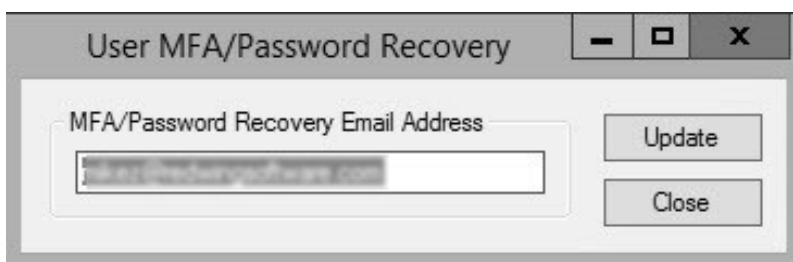 User MFA/Password Recovery
MFA/Password Recovery Email Address
Update
Close